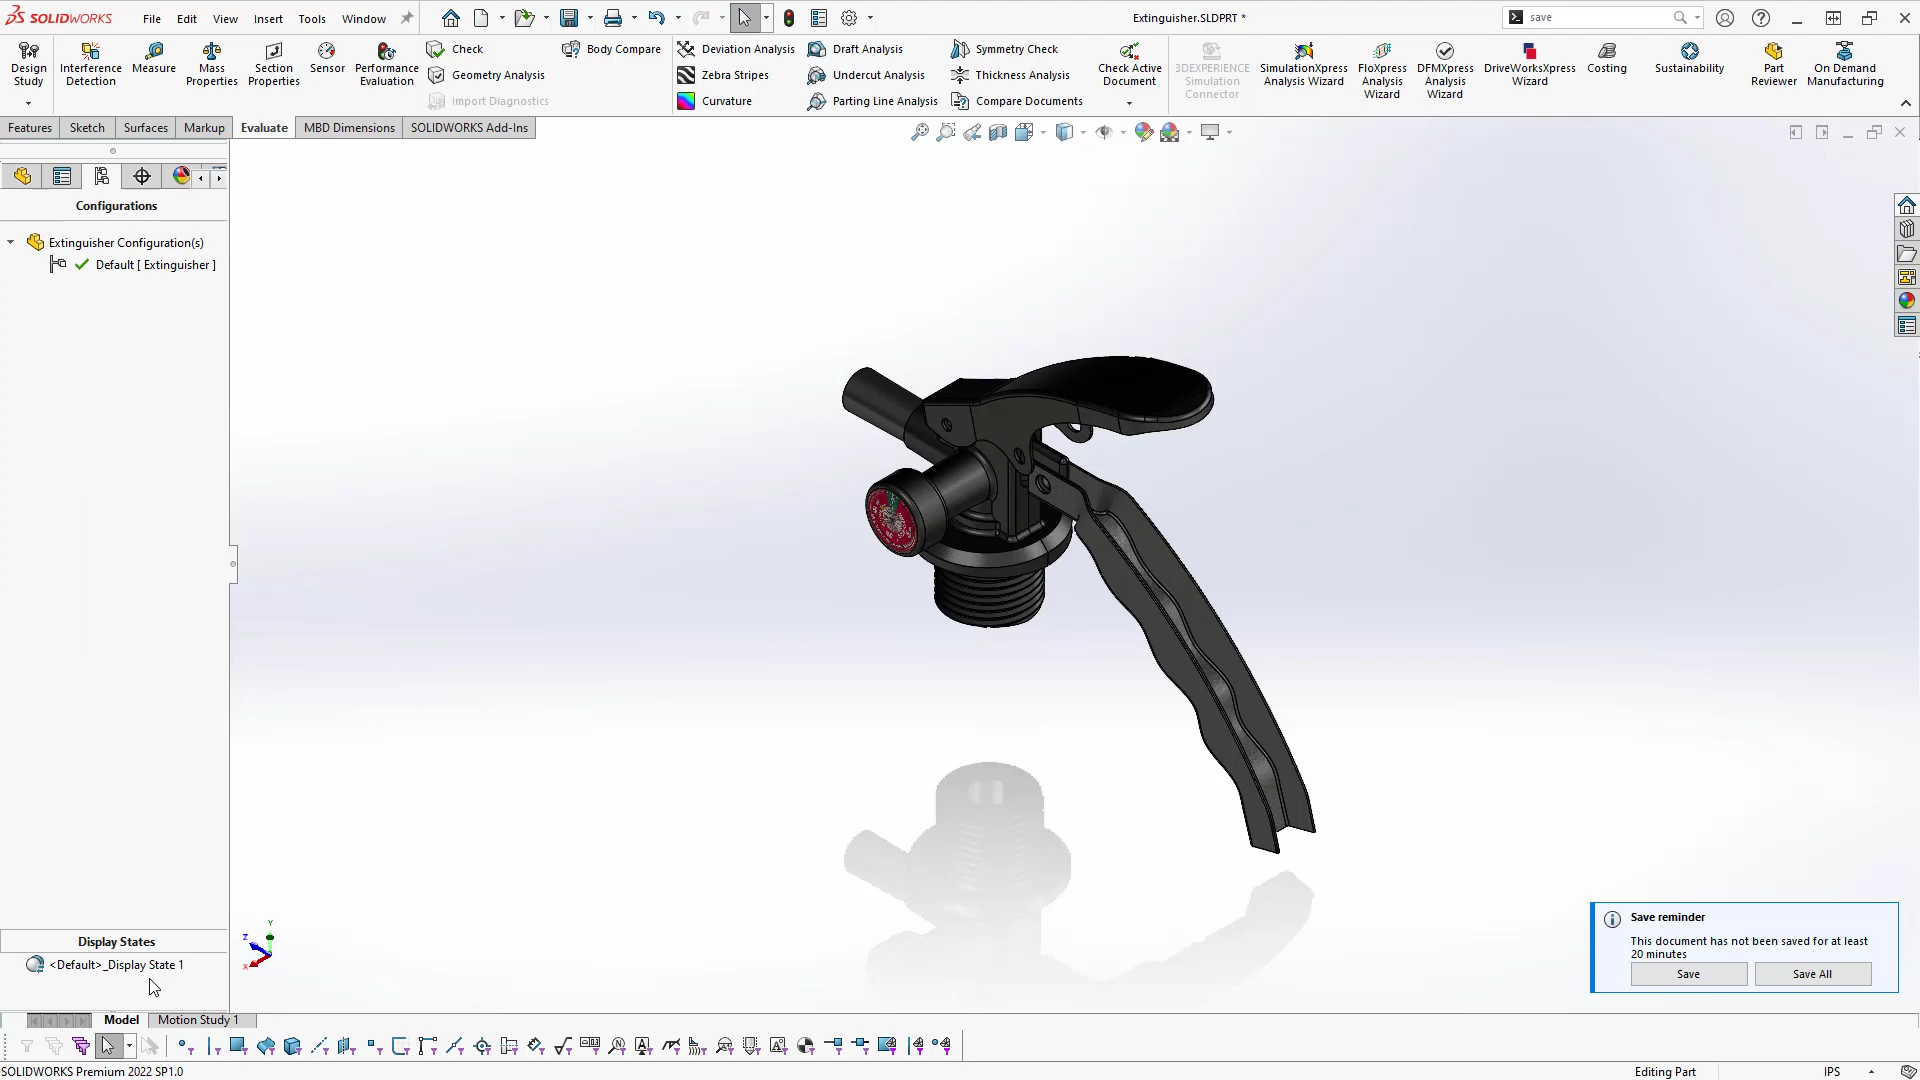 SOLIDWORKS
File Edit View Insert Tools Window
Extinguisher.SLDPRT *
save
Design Study
Interference Detection
Measure
Mass Properties
Section Properties
Sensor
Performance Evaluation
Check
Geometry Analysis
Import Diagnostics
Body Compare
Deviation Analysis
Zebra Stripes
Curvature
Draft Analysis
Undercut Analysis
Parting Line Analysis
Symmetry Check
Thickness Analysis
Compare Documents
Check Active Document
3DEXPERIENCE Simulation Connector
SimulationXpress Analysis Wizard
FloXpress Analysis Wizard
DFMXpress Analysis Wizard
DriveWorksXpress Wizard
Costing
Sustainability
Part Reviewer
On Demand Manufacturing
Features Sketch Surfaces Markup Evaluate MBD Dimensions SOLIDWORKS Add-Ins
Configurations
Extinguisher Configuration(s)
Default [ Extinguisher ]
Save reminder
This document has not been saved for at least
20 minutes
Save Save All
Display States
<Default>_Display State 1
Y
Z
X
Model Motion Study 1
SOLIDWORKS Premium 2022 SP1.0
Editing Part IPS